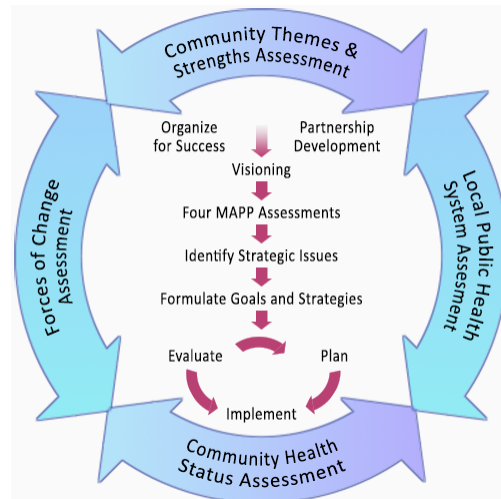 Community Themes &
Strengths Assessment
Organize
for Success
Partnership
Development
Visioning
Four MAPP Assessments
Identify Strategic Issues
Formulate Goals and Strategies
Evaluate
Plan
Implement
Forces of Change
Assessment
Local Public Health
System Assesment
Community Health
Status Assessment